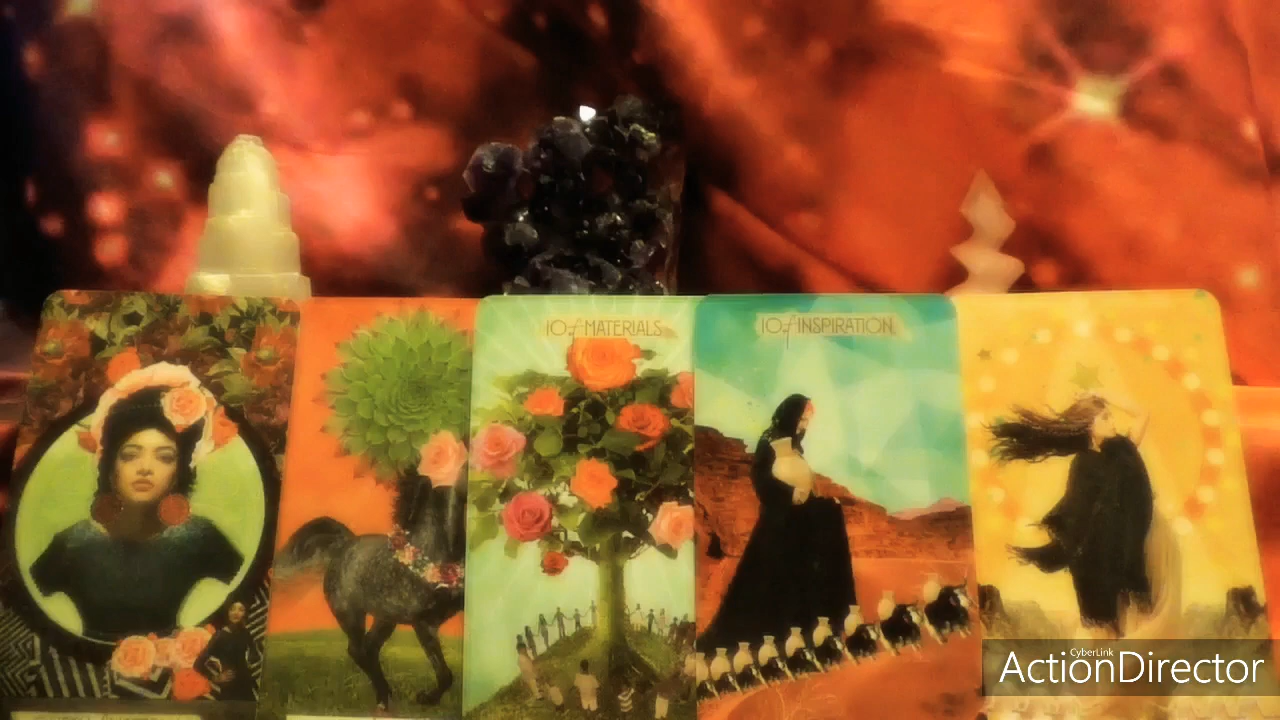 10 of MATERIALS
10 of INSPIRATION
CyberLink
ActionDirector